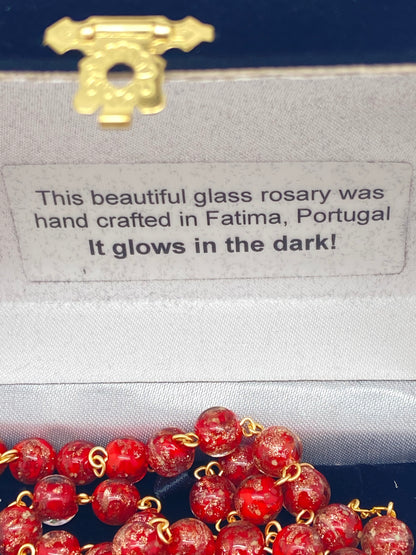 This beautiful glass rosary was
hand crafted in Fatima, Portugal
It glows in the dark!